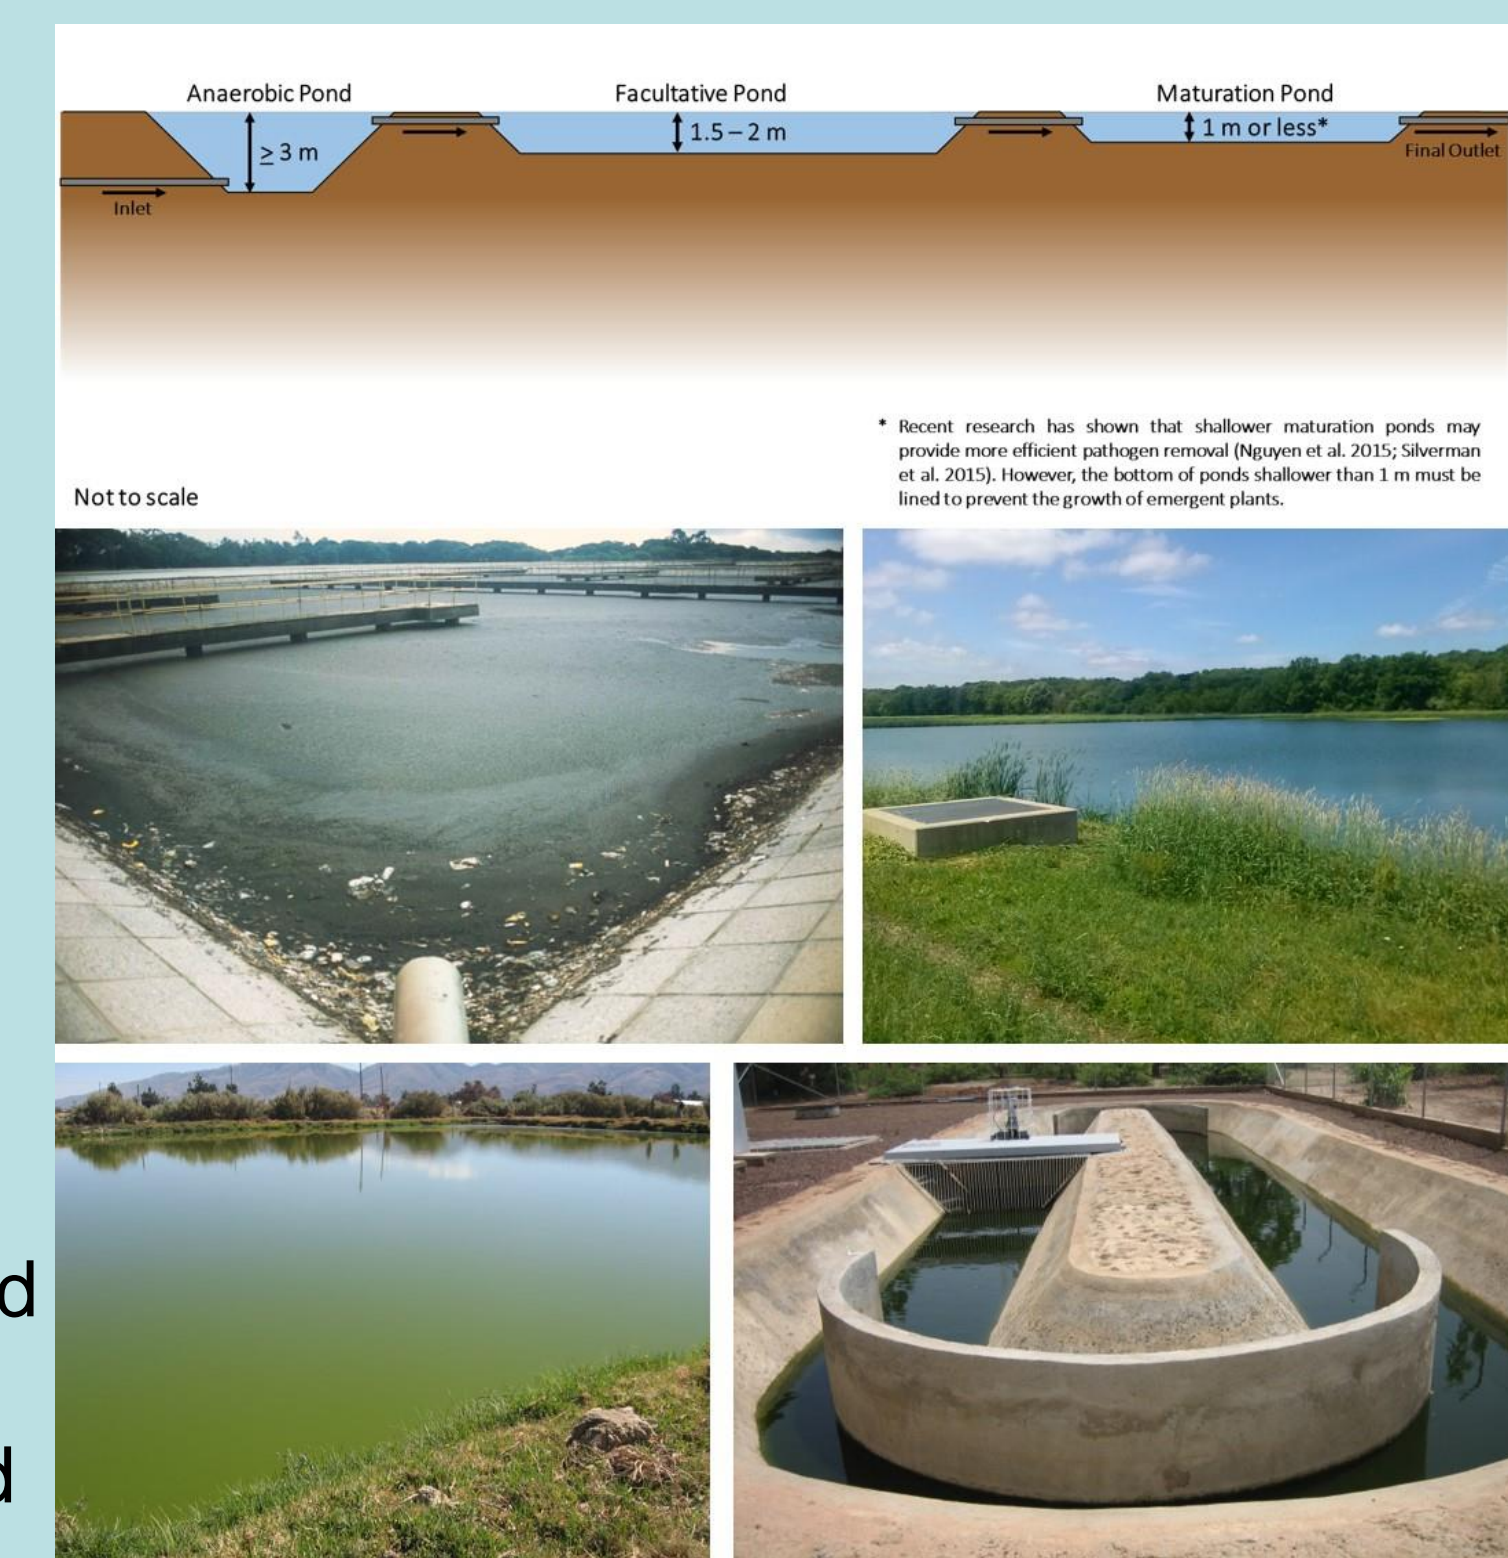 Anaerobic Pond Facultative Pond Maturation Pond
≥ 3 m 1.5 – 2 m 1 m or less*
Inlet Final Outlet
* Recent research has shown that shallower maturation ponds may
provide more efficient pathogen removal (Nguyen et al. 2015; Silverman
et al. 2015). However, the bottom of ponds shallower than 1 m must be
lined to prevent the growth of emergent plants.
Not to scale
d